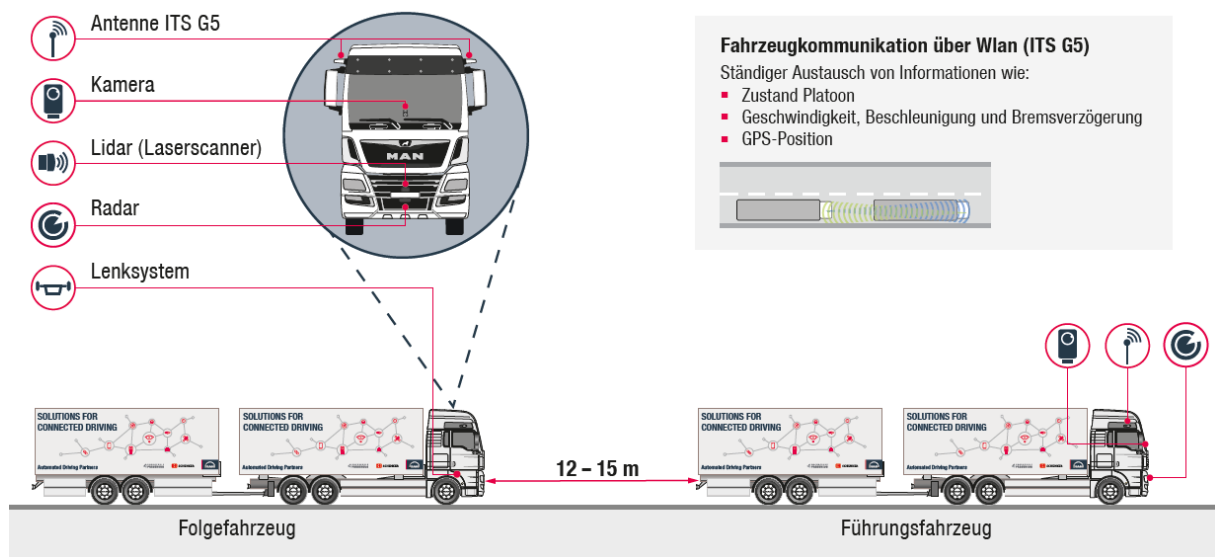 Antenne ITS G5
Kamera
Lidar (Laserscanner)
Radar
Lenksystem
MAN
Fahrzeugkommunikation über Wlan (ITS G5)
Ständiger Austausch von Informationen wie:
Zustand Platoon
Geschwindigkeit, Beschleunigung und Bremsverzögerung
GPS-Position
SOLUTIONS FOR
CONNECTED DRIVING
Automated Driving Partners
SOLUTIONS FOR
CONNECTED DRIVING
Automated Driving Partners
12 – 15 m
SOLUTIONS FOR
CONNECTED DRIVING
Automated Driving Partners
SOLUTIONS FOR
CONNECTED DRIVING
Automated Driving Partners
Folgefahrzeug
Führungsfahrzeug